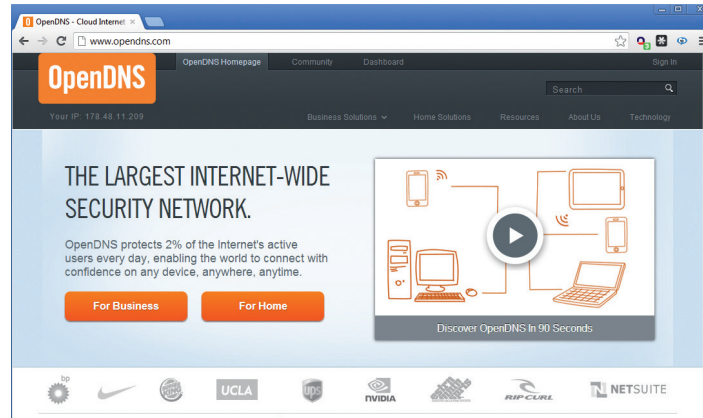 OpenDNS - Cloud Internet
www.opendns.com
OpenDNS
OpenDNS Homepage Community Dashboard Sign In
Search
Your IP: 178.48.11.209
Business Solutions Home Solutions Resources About Us Technology
THE LARGEST INTERNET-WIDE
SECURITY NETWORK.
OpenDNS protects 2% of the Internet's active
users every day, enabling the world to connect with
confidence on any device, anywhere, anytime.
For Business For Home
Discover OpenDNS In 90 Seconds
bp
UCLA
ups
NVIDIA
RIP CURL
NETSUITE